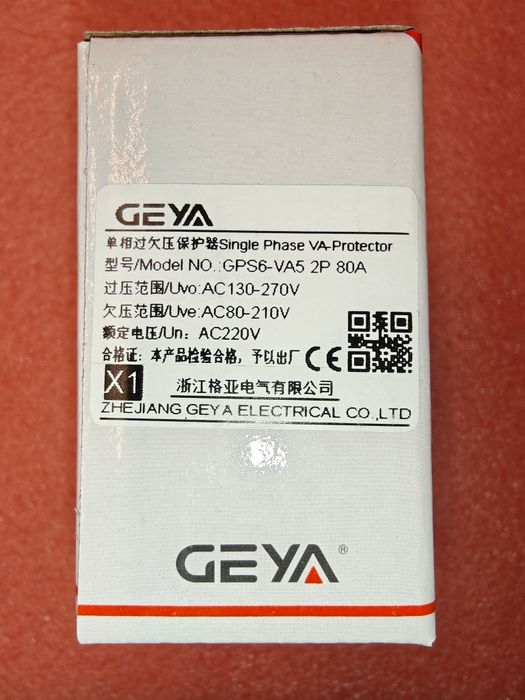 GEYA
单相过欠压保护器Single Phase VA-Protector
型号/Model NO.:GPS6-VA5 2P 80A
过压范围/Uvo:AC130-270V
欠压范围/Uve:AC80-210V
额定电压/Un: AC220V
合格证: 本产品检验合格, 予以出厂 CE
X1 浙江格亚电气有限公司
ZHEJIANG GEYA ELECTRICAL CO.,LTD
GEYA®